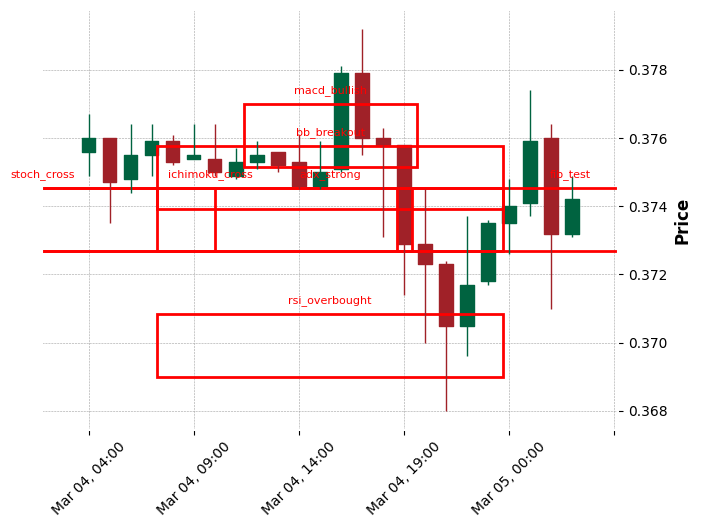 macd_bullish
0.378
bb_breakout
0.376
stoch_cross
ichimoku_cross
0.374
Price
0.372
rsi_overbought
0.370
0.368
Mar 04, 04:00
Mar 04, 09:00
Mar 04, 14:00
Mar 04, 19:00
Mar 05, 00:00